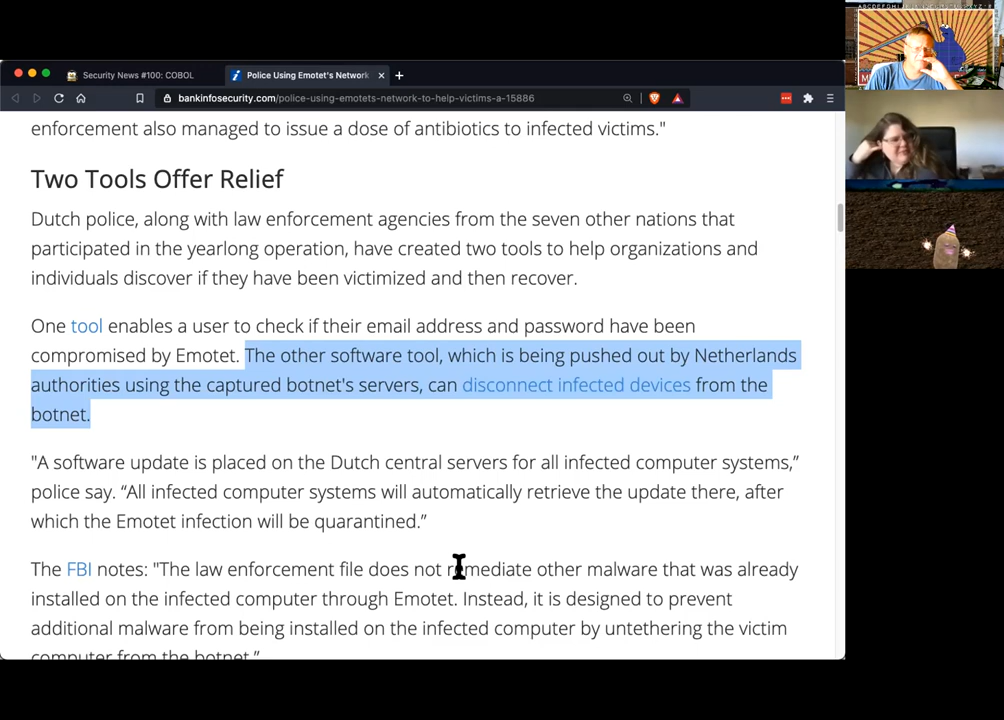 ABCDEFGHIJKLMNOPQRSTUVWXYZ
Security News #100: COBOL
Police Using Emotet's Network
bankinfosecurity.com/police-using-emotets-network-to-help-victims-a-15886
enforcement also managed to issue a dose of antibiotics to infected victims."
Two Tools Offer Relief
Dutch police, along with law enforcement agencies from the seven other nations that
participated in the yearlong operation, have created two tools to help organizations and
individuals discover if they have been victimized and then recover.
One tool enables a user to check if their email address and password have been
compromised by Emotet. The other software tool, which is being pushed out by Netherlands
authorities using the captured botnet's servers, can disconnect infected devices from the
botnet.
"A software update is placed on the Dutch central servers for all infected computer systems,”
police say. “All infected computer systems will automatically retrieve the update there, after
which the Emotet infection will be quarantined.”
The FBI notes: "The law enforcement file does not remediate other malware that was already
installed on the infected computer through Emotet. Instead, it is designed to prevent
additional malware from being installed on the infected computer by untethering the victim
computer from the botnet.”